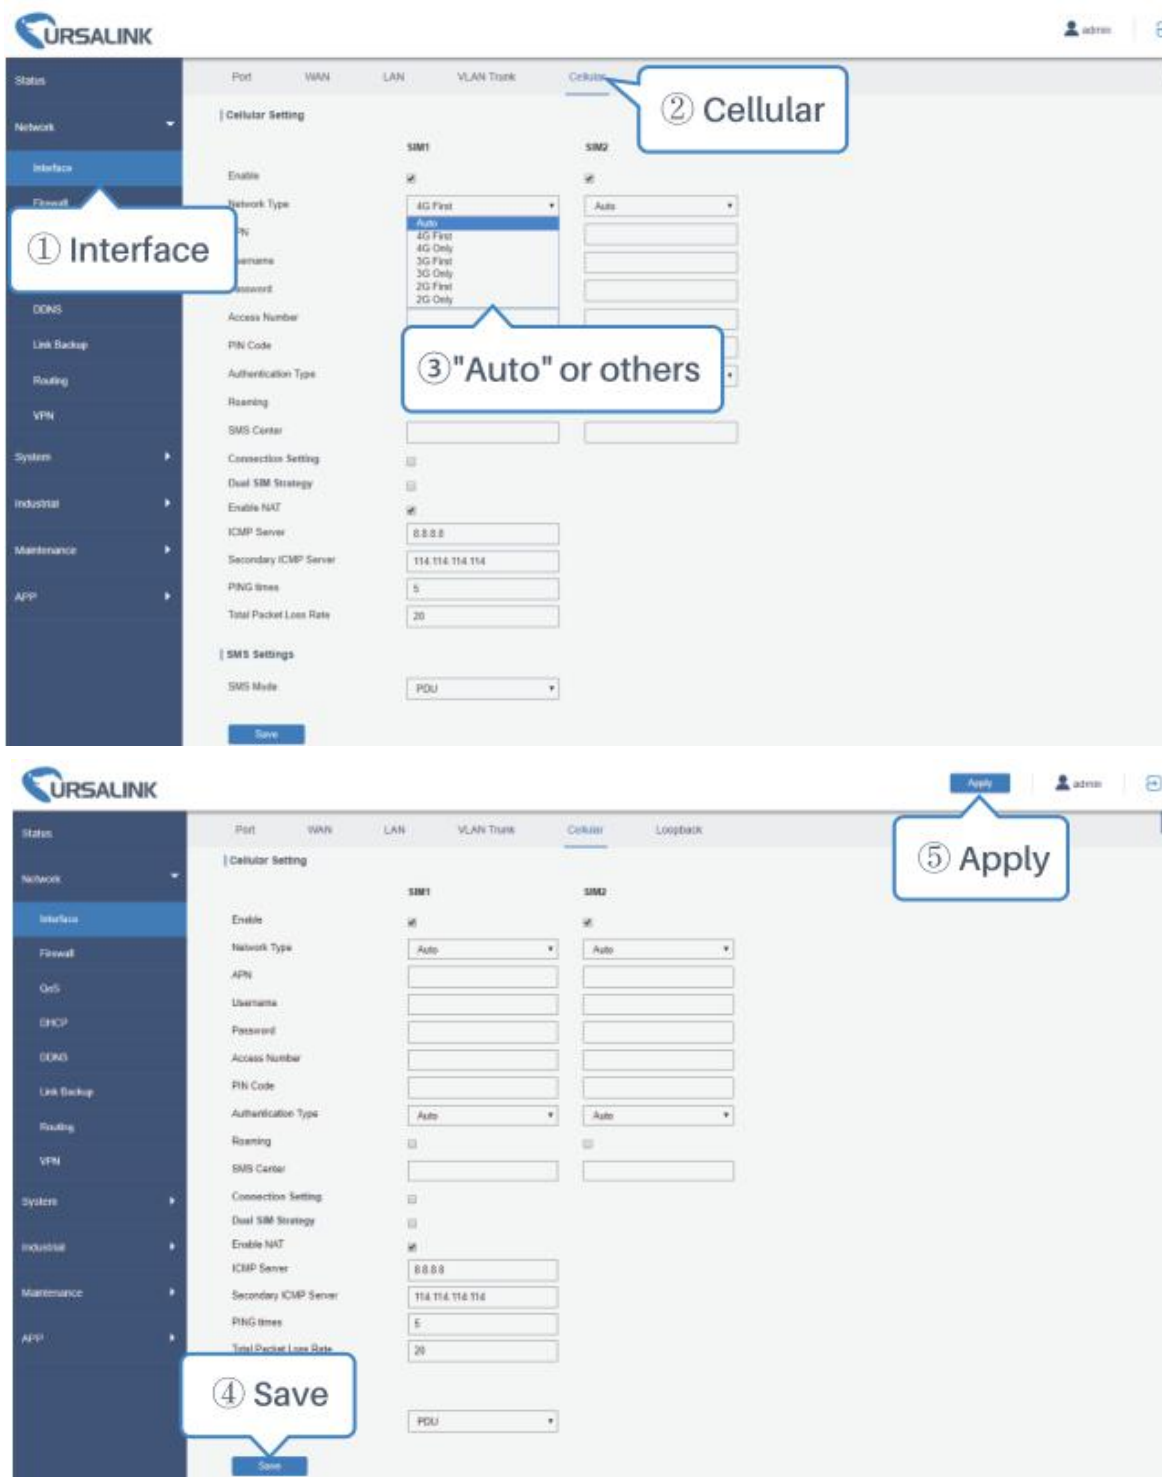 URSALINK
admin
Status
Port WAN LAN VLAN Trunk Cellular
② Cellular
Cellular Setting
Network
SIM1 SIM2
Interface
Enable
Firewall
Network Type 4G First Auto
① Interface
Auto
4G First
4G Only
3G First
3G Only
2G First
2G Only
DDNS
Access Number
Link Backup
PIN Code
③"Auto" or others
Routing
Authentication Type
Roaming
VPN
SMS Center
System
Connection Setting
Dual SIM Strategy
Industrial
Enable NAT
ICMP Server 8.8.8.8
Maintenance
Secondary ICMP Server 114.114.114.114
PING times 5
APP
Total Packet Loss Rate 20
SMS Settings
SMS Mode PDU
Save
URSALINK
Apply admin
Status
Port WAN LAN VLAN Trunk Cellular Loopback
⑤ Apply
Cellular Setting
Network
SIM1 SIM2
Interface
Enable
Firewall
Network Type Auto Auto
APN
QoS
Username
DHCP
Password
DDNS
Access Number
Link Backup
PIN Code
Routing
Authentication Type Auto Auto
Roaming
VPN
SMS Center
System
Connection Setting
Dual SIM Strategy
Industrial
Enable NAT
ICMP Server 8.8.8.8
Maintenance
Secondary ICMP Server 114.114.114.114
PING times 5
APP
Total Packet Loss Rate 20
④ Save
PDU
Save